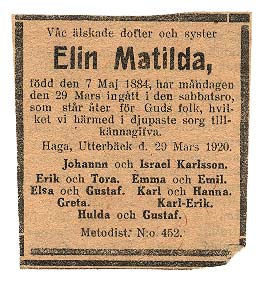 Vår älskade dotter och syster
Elin Matilda,
född den 7 Maj 1884, har måndagen
den 29 Mars ingått i den sabbatsro,
som står åter för Guds folk, hvil-
ket vi härmed i djupaste sorg till-
kännagifva.
Haga, Utterbäck d. 29 Mars 1920.
Johanna och Israel Karlsson.
Erik och Tora. Emma och Emil.
Elsa och Gustaf. Karl och Hanna.
Greta. Karl-Erik.
Hulda och Gustaf.
Metodist. N:o 452.